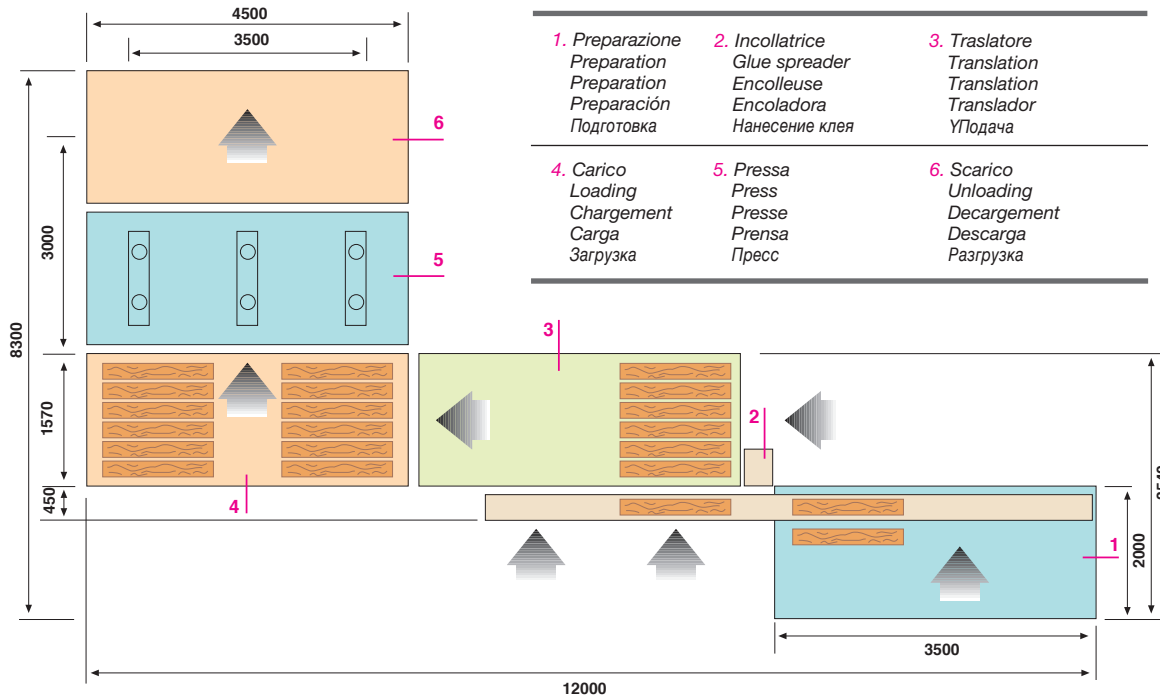 4500
3500
1. Preparazione
Preparation
Preparation
Preparación
Подготовка
2. Incollatrice
Glue spreader
Encolleuse
Encoladora
Нанесение клея
3. Traslatore
Translation
Translation
Translador
YПодача
4. Carico
Loading
Chargement
Carga
Загрузка
5. Pressa
Press
Presse
Prensa
Пресс
6. Scarico
Unloading
Decargement
Descarga
Разгрузка
6
3000
5
8300
3
1570
2
450
4
1
2000
3500
12000